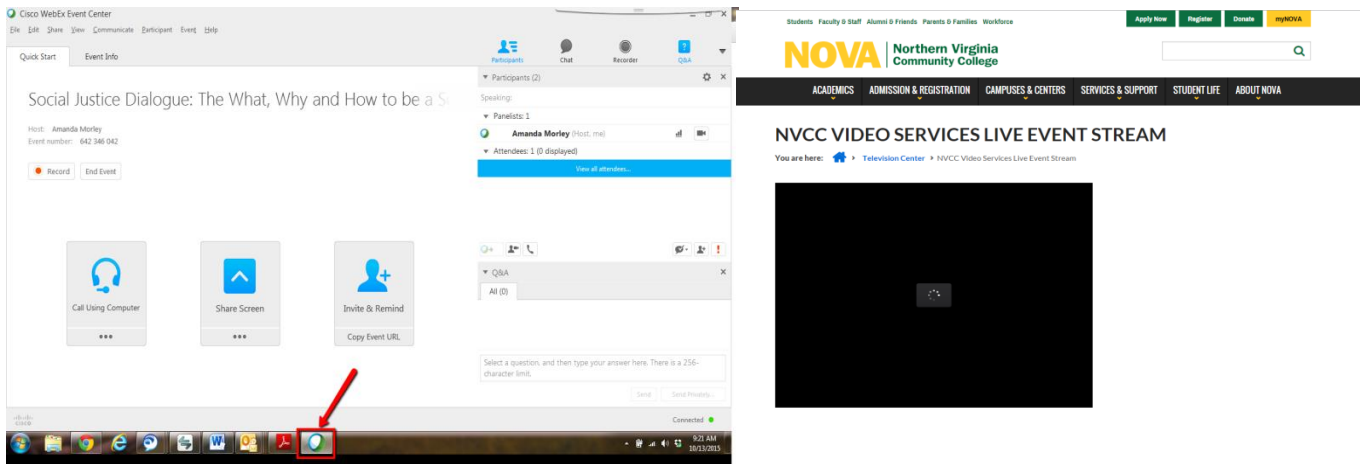 Cisco WebEx Event Center
File Edit Share View Communicate Participant Event Help
Quick Start Event Info
Participants Chat Recorder Q&A
Social Justice Dialogue: The What, Why and How to be a S
Host: Amanda Morley
Event number: 642 346 042
Record End Event
Participants (2)
Speaking:
Panelists: 1
Amanda Morley (Host, me)
Attendees: 1 (0 displayed)
View all attendees...
Call Using Computer
Share Screen
Invite & Remind
Copy Event URL
Q&A
All (0)
Select a question, and then type your answer here. There is a 256-
character limit.
Send Send Privately...
CISCO
Connected
9:21 AM
10/13/2015
Students Faculty & Staff Alumni & Friends Parents & Families Workforce
Apply Now Register Donate myNOVA
NOVA Northern Virginia
Community College
ACADEMICS ADMISSION & REGISTRATION CAMPUSES & CENTERS SERVICES & SUPPORT STUDENT LIFE ABOUT NOVA
NVCC VIDEO SERVICES LIVE EVENT STREAM
You are here: Television Center NVCC Video Services Live Event Stream